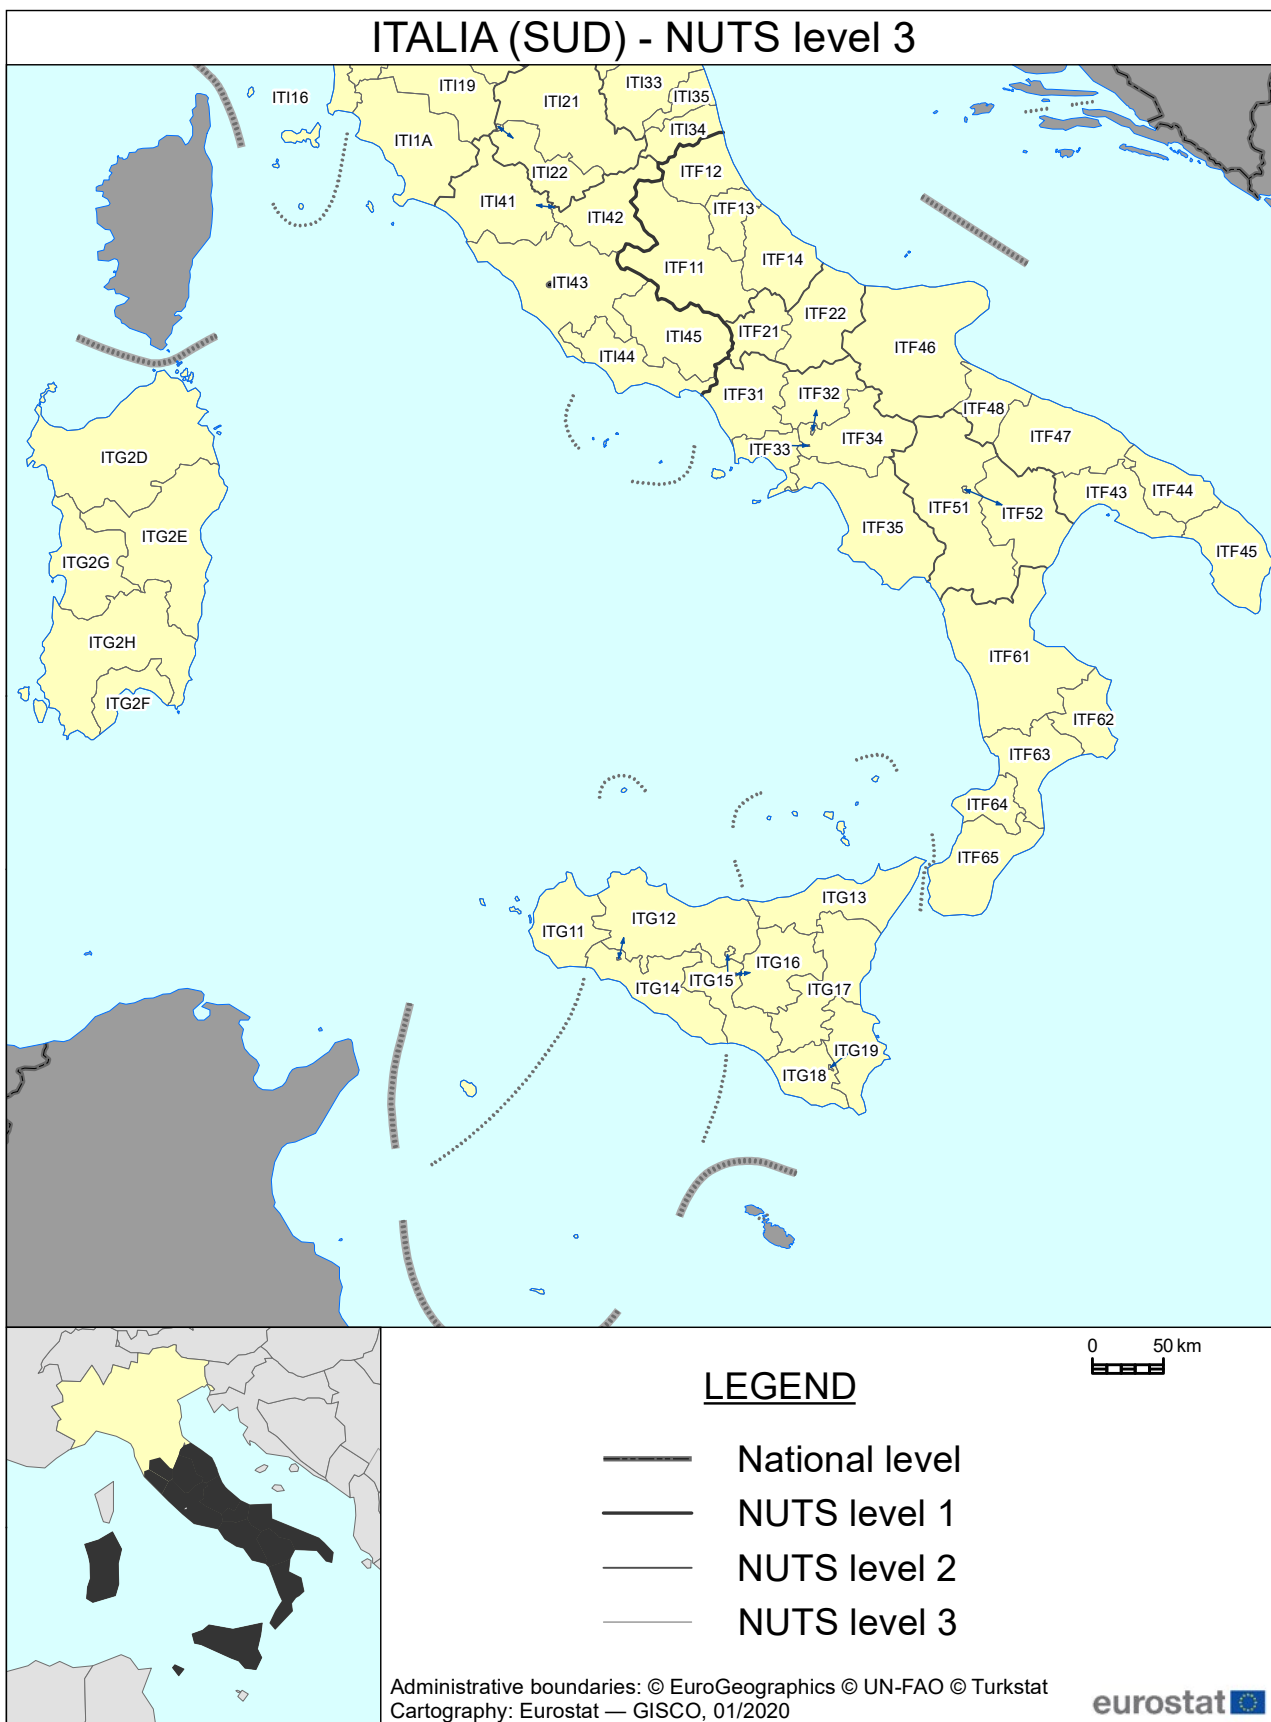 ITALIA (SUD) - NUTS level 3
ITI19
ITI33
ITI16
ITI21
ITI35
ITI34
ITI1A
ITI22
ITF12
ITI41
ITF13
ITI42
ITF14
ITF11
ITI43
ITF22
ITF21
ITI45
ITF46
ITI44
ITF31
ITF32
ITF48
ITF47
ITF34
ITF33
ITG2D
ITF43
ITF44
ITF51
ITF52
ITF35
ITG2E
ITF45
ITG2G
ITG2H
ITF61
ITG2F
ITF62
ITF63
ITF64
ITF65
ITG13
ITG12
ITG11
ITG16
ITG15
ITG14
ITG17
ITG19
ITG18
0 50 km
LEGEND
National level
NUTS level 1
NUTS level 2
NUTS level 3
Administrative boundaries: © EuroGeographics © UN-FAO © Turkstat
Cartography: Eurostat — GISCO, 01/2020
eurostat